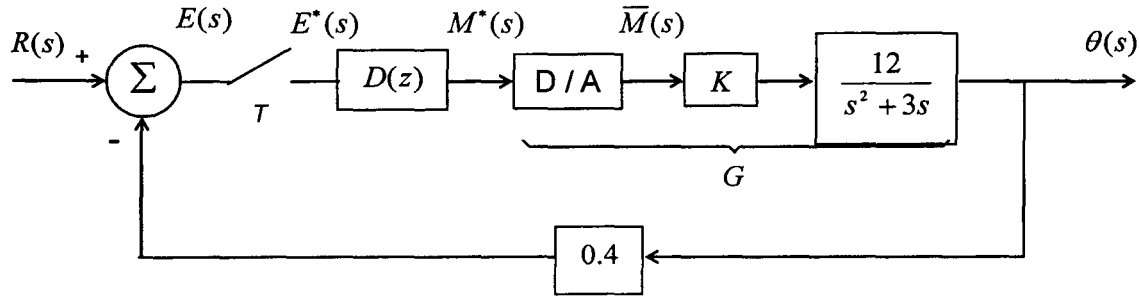 R(s)
+
-
Σ
E(s)
T
E*(s)
D(z)
M*(s)
D / A
M̅(s)
K
12
s² + 3s
θ(s)
G
0.4